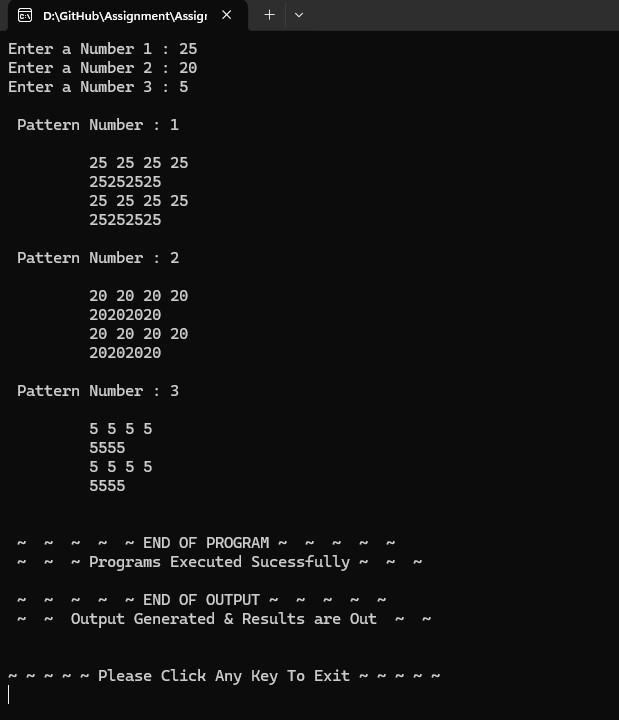 D:\GitHub\Assignment\Assign
Enter a Number 1 : 25
Enter a Number 2 : 20
Enter a Number 3 : 5
Pattern Number : 1
25 25 25 25
25252525
25 25 25 25
25252525
Pattern Number : 2
20 20 20 20
20202020
20 20 20 20
20202020
Pattern Number : 3
5 5 5 5
5555
5 5 5 5
5555
~  ~  ~  ~  ~ END OF PROGRAM ~  ~  ~  ~  ~
~  ~  ~ Programs Executed Sucessfully ~  ~  ~
~  ~  ~  ~  ~ END OF OUTPUT ~  ~  ~  ~  ~
~  ~  Output Generated & Results are Out  ~  ~
~ ~ ~ ~ ~ Please Click Any Key To Exit ~ ~ ~ ~ ~